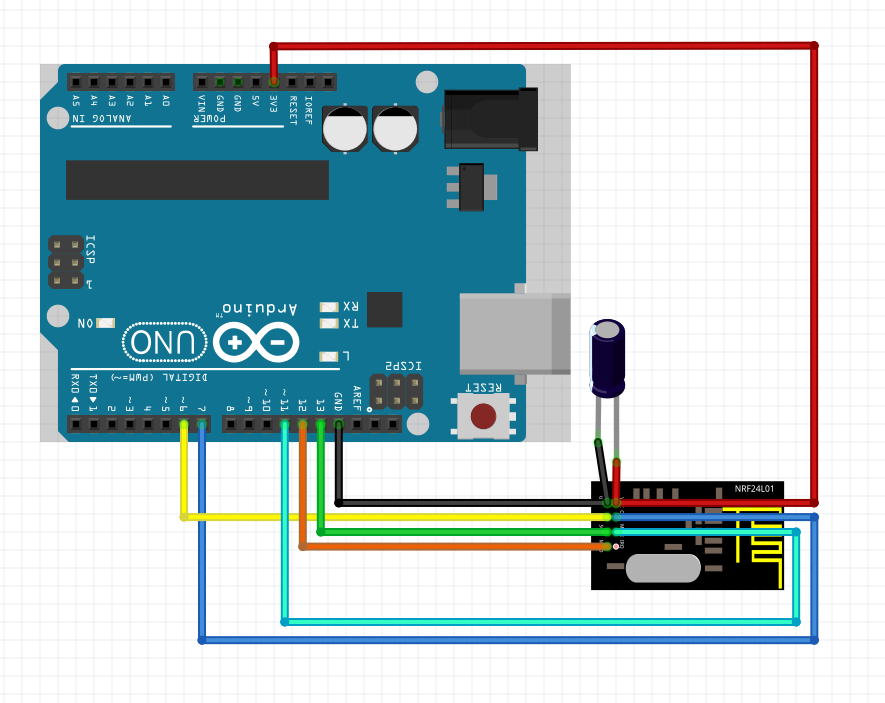 A5 A4 A3 A2 A1 A0
VIN GND GND 5V 3V3 RESET IOREF
ANALOG IN
POWER
ICSP
1
Arduino™
RX
TX
ON
UNO
L
ICSP2
DIGITAL (PWM=~)
RESET
RXD ◀ 0 TXD ▶ 1 2 ~3 4 ~5 ~6 7 8 ~9 ~10 ~11 12 13 GND AREF
NRF24L01